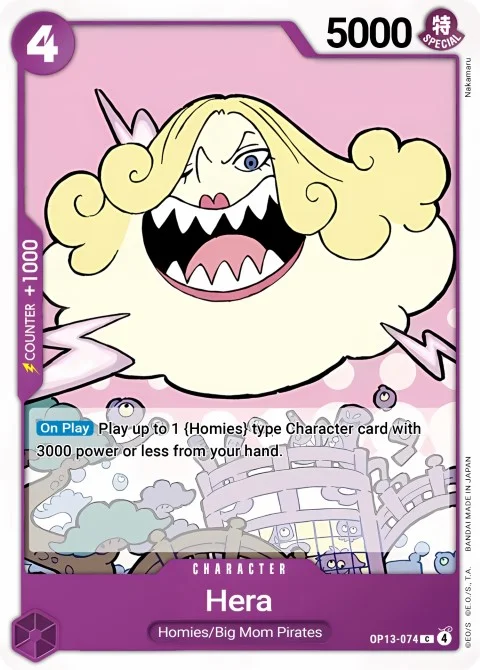 4
5000
特
SPECIAL
Nakamaru
COUNTER +1000
On Play Play up to 1 {Homies} type Character card with
3000 power or less from your hand.
©E.O/S ©E.O./S.,T.A. BANDAI MADE IN JAPAN
CHARACTER
Hera
Homies/Big Mom Pirates
OP13-074 C 4